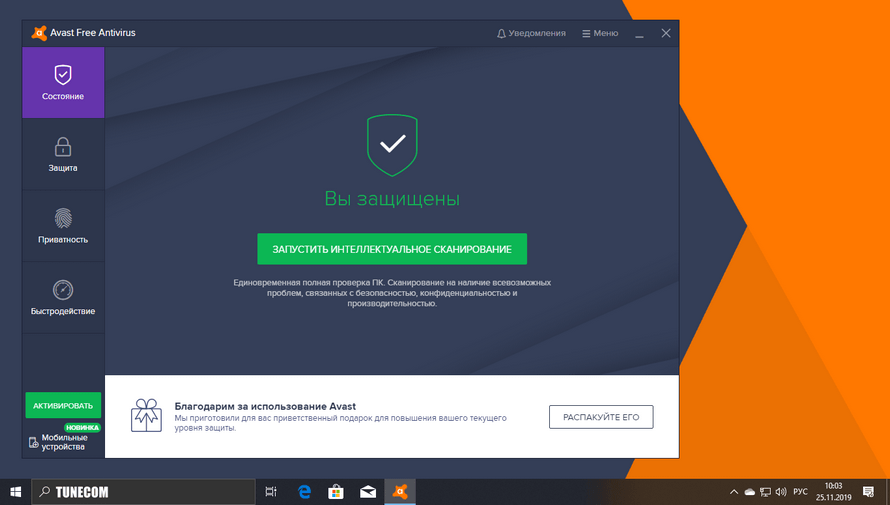 Avast Free Antivirus
Уведомления
Меню
Состояние
Защита
Приватность
Быстродействие
Вы защищены
ЗАПУСТИТЬ ИНТЕЛЛЕКТУАЛЬНОЕ СКАНИРОВАНИЕ
Единовременная полная проверка ПК. Сканирование на наличие всевозможных
проблем, связанных с безопасностью, конфиденциальностью и
производительностью.
АКТИВИРОВАТЬ
НОВИНКА
Мобильные
устройства
Благодарим за использование Avast
Мы приготовили для вас приветственный подарок для повышения вашего текущего
уровня защиты.
РАСПАКУЙТЕ ЕГО
TUNECOM
РУС
10:03
25.11.2019